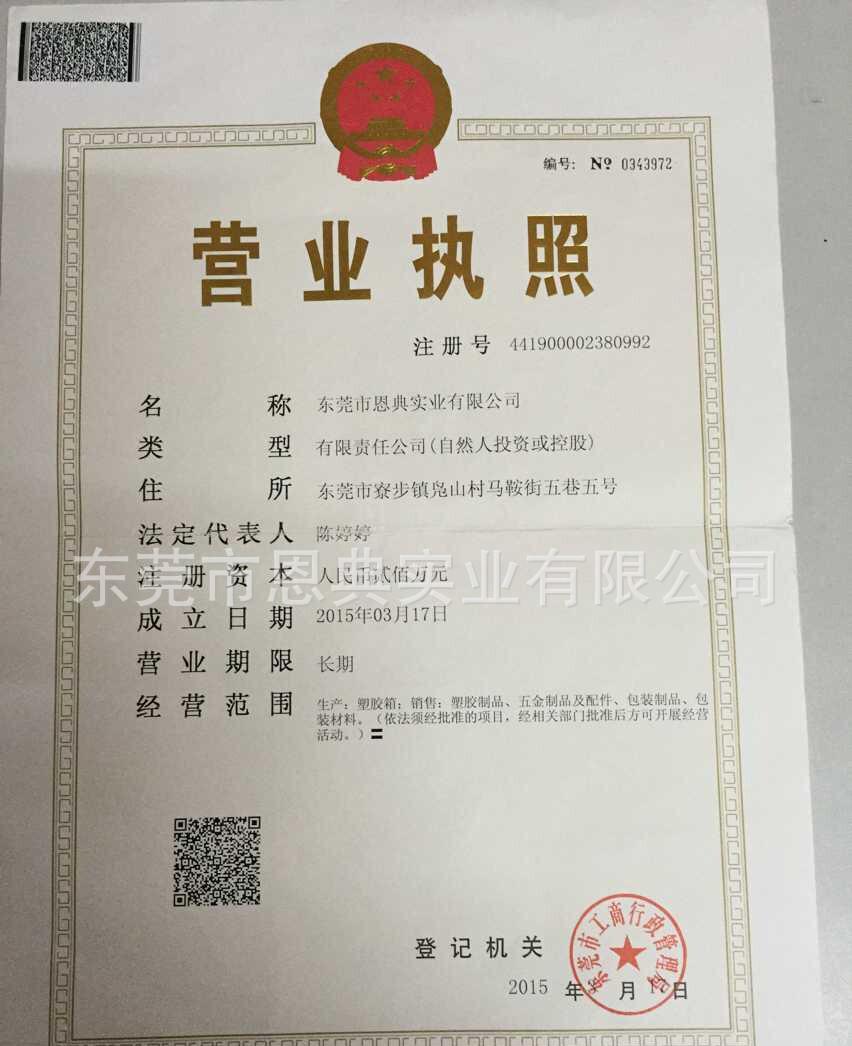 编号: № 0343972
营业执照
注册号 441900002380992
名称 东莞市恩典实业有限公司
类型 有限责任公司(自然人投资或控股)
住所 东莞市寮步镇凫山村马鞍街五巷五号
法定代表人 陈婷婷
东莞市恩典实业有限公司
注册资本 人民币贰佰万元
成立日期 2015年03月17日
营业期限 长期
经营范围 生产：塑胶箱；销售：塑胶制品、五金制品及配件、包装制品、包
装材料。（依法须经批准的项目，经相关部门批准后方可开展经营
活动。）〓
东莞市工商行政管理局
登记机关
2015 年 月 17日